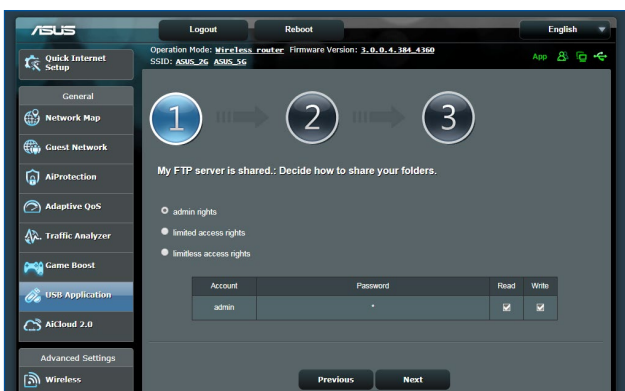 ASUS
Logout Reboot English
Operation Mode: Wireless router Firmware Version: 3.0.0.4.384_4360
SSID: ASUS_2G ASUS_5G
App
Quick Internet
Setup
General
Network Map
Guest Network
AiProtection
Adaptive QoS
Traffic Analyzer
Game Boost
USB Application
AiCloud 2.0
Advanced Settings
Wireless
1 2 3
My FTP server is shared.: Decide how to share your folders.
admin rights
limited access rights
limitless access rights
Account Password Read Write
admin *
Previous Next